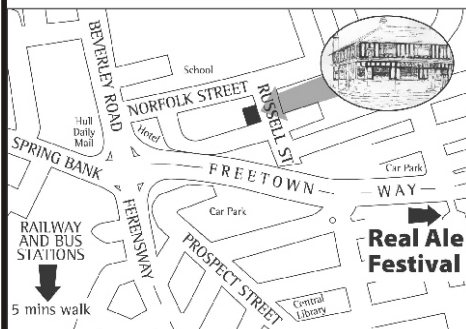 BEVERLEY ROAD
School
NORFOLK STREET
RUSSELL ST
Hull
Daily
Mail
Hotel
SPRING BANK
FREETOWN WAY
Car Park
Car Park
RAILWAY
AND BUS
STATIONS
5 mins walk
FERENSWAY
PROSPECT STREET
Real Ale
Festival
Central
Library